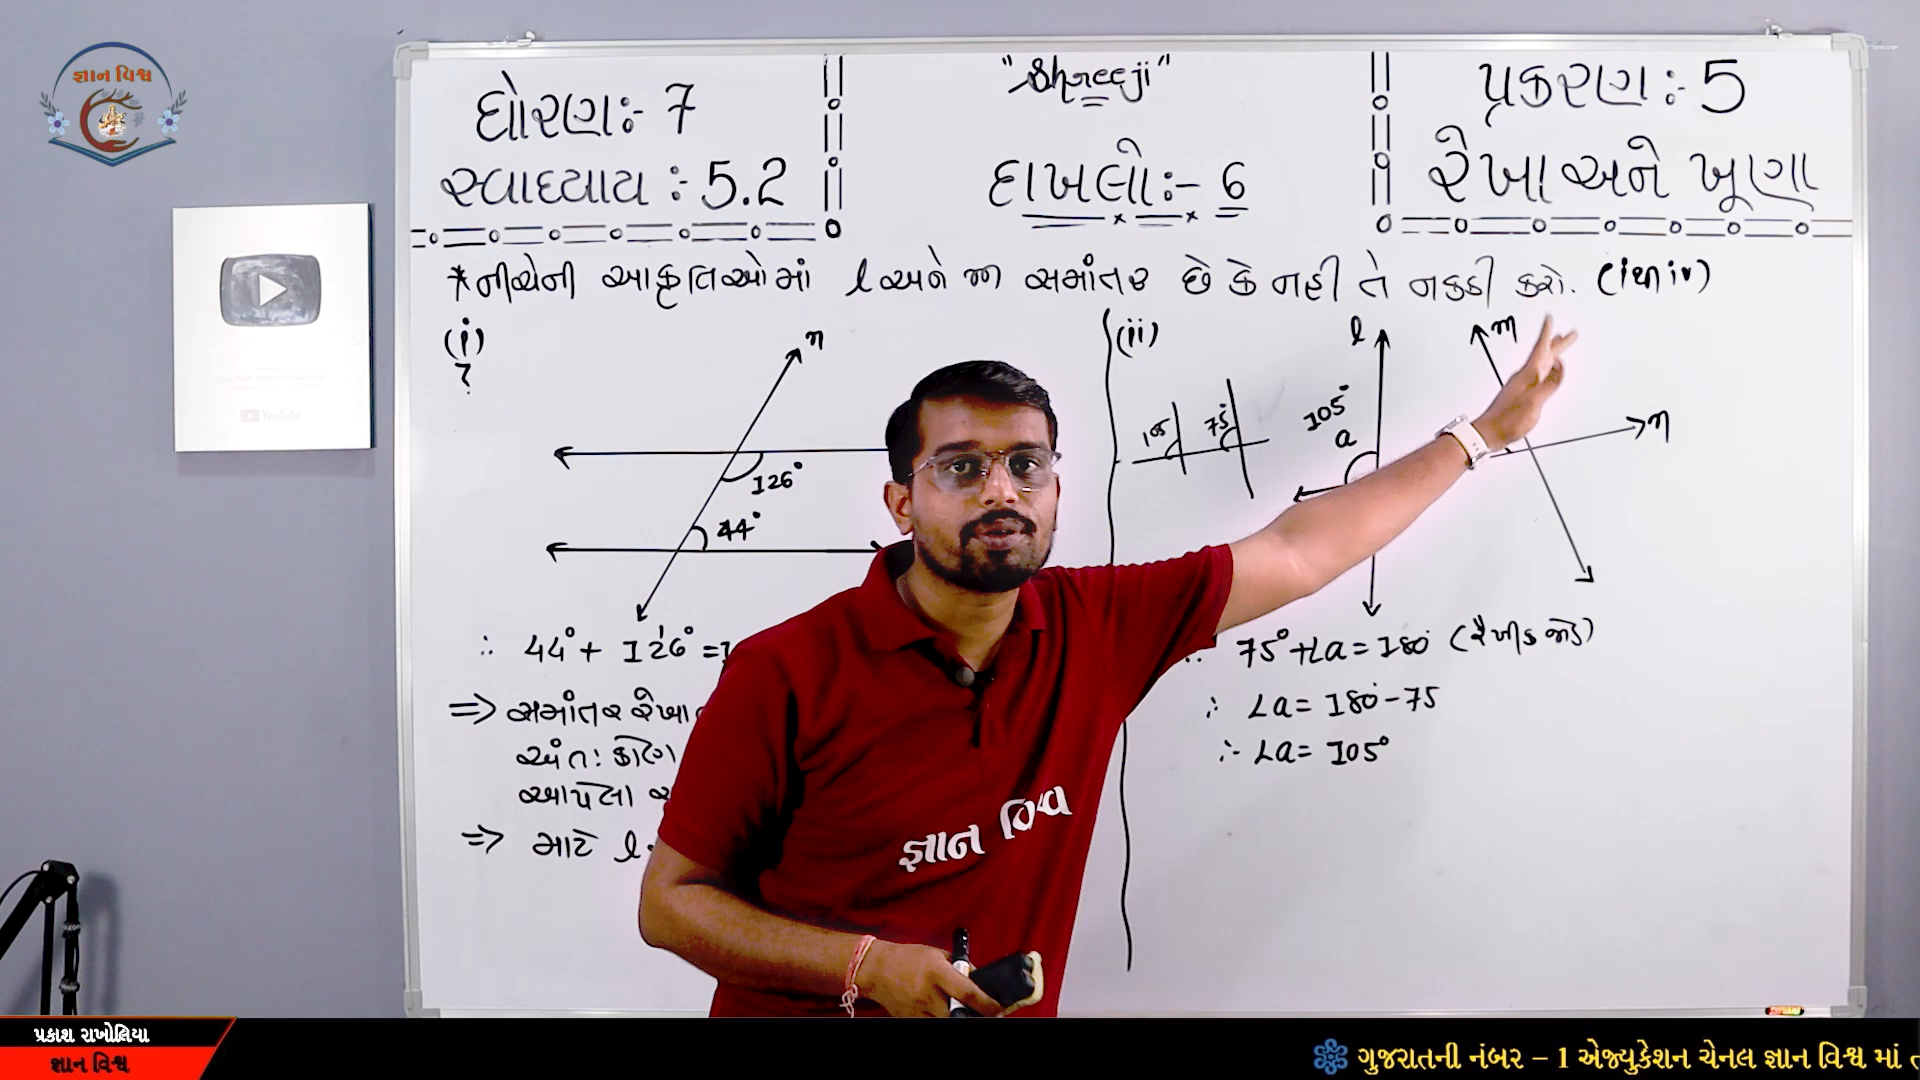 જ્ઞાન વિશ્વ
YouTube
ધોરણ:- 7
સ્વાધ્યાય :- 5.2
"Shreeji"
દાખલો:- 6
પ્રકરણ :- 5
રેખા અને ખૂણા
*નીચેની આકૃતિઓમાં l અને m સમાંતર છે કે નહી તે નક્કી કરો. (i થી iv)
(i)
?
n
126°
44°
∴ 44° + 126° =
⇒ સમાંતર રેખા
અંતઃકોણ
આપેલા
⇒ માટે l
(ii)
l
m
n
105° 75°
105°
a
∴ 75° + ∠a = 180° (રૈખીક જોડ)
∴ ∠a = 180° - 75
∴ ∠a = 105°
જ્ઞાન વિશ્વ
પ્રકાશ રાખોલિયા
જ્ઞાન વિશ્વ
ગુજરાતની નંબર – 1 એજ્યુકેશન ચેનલ જ્ઞાન વિશ્વ માં